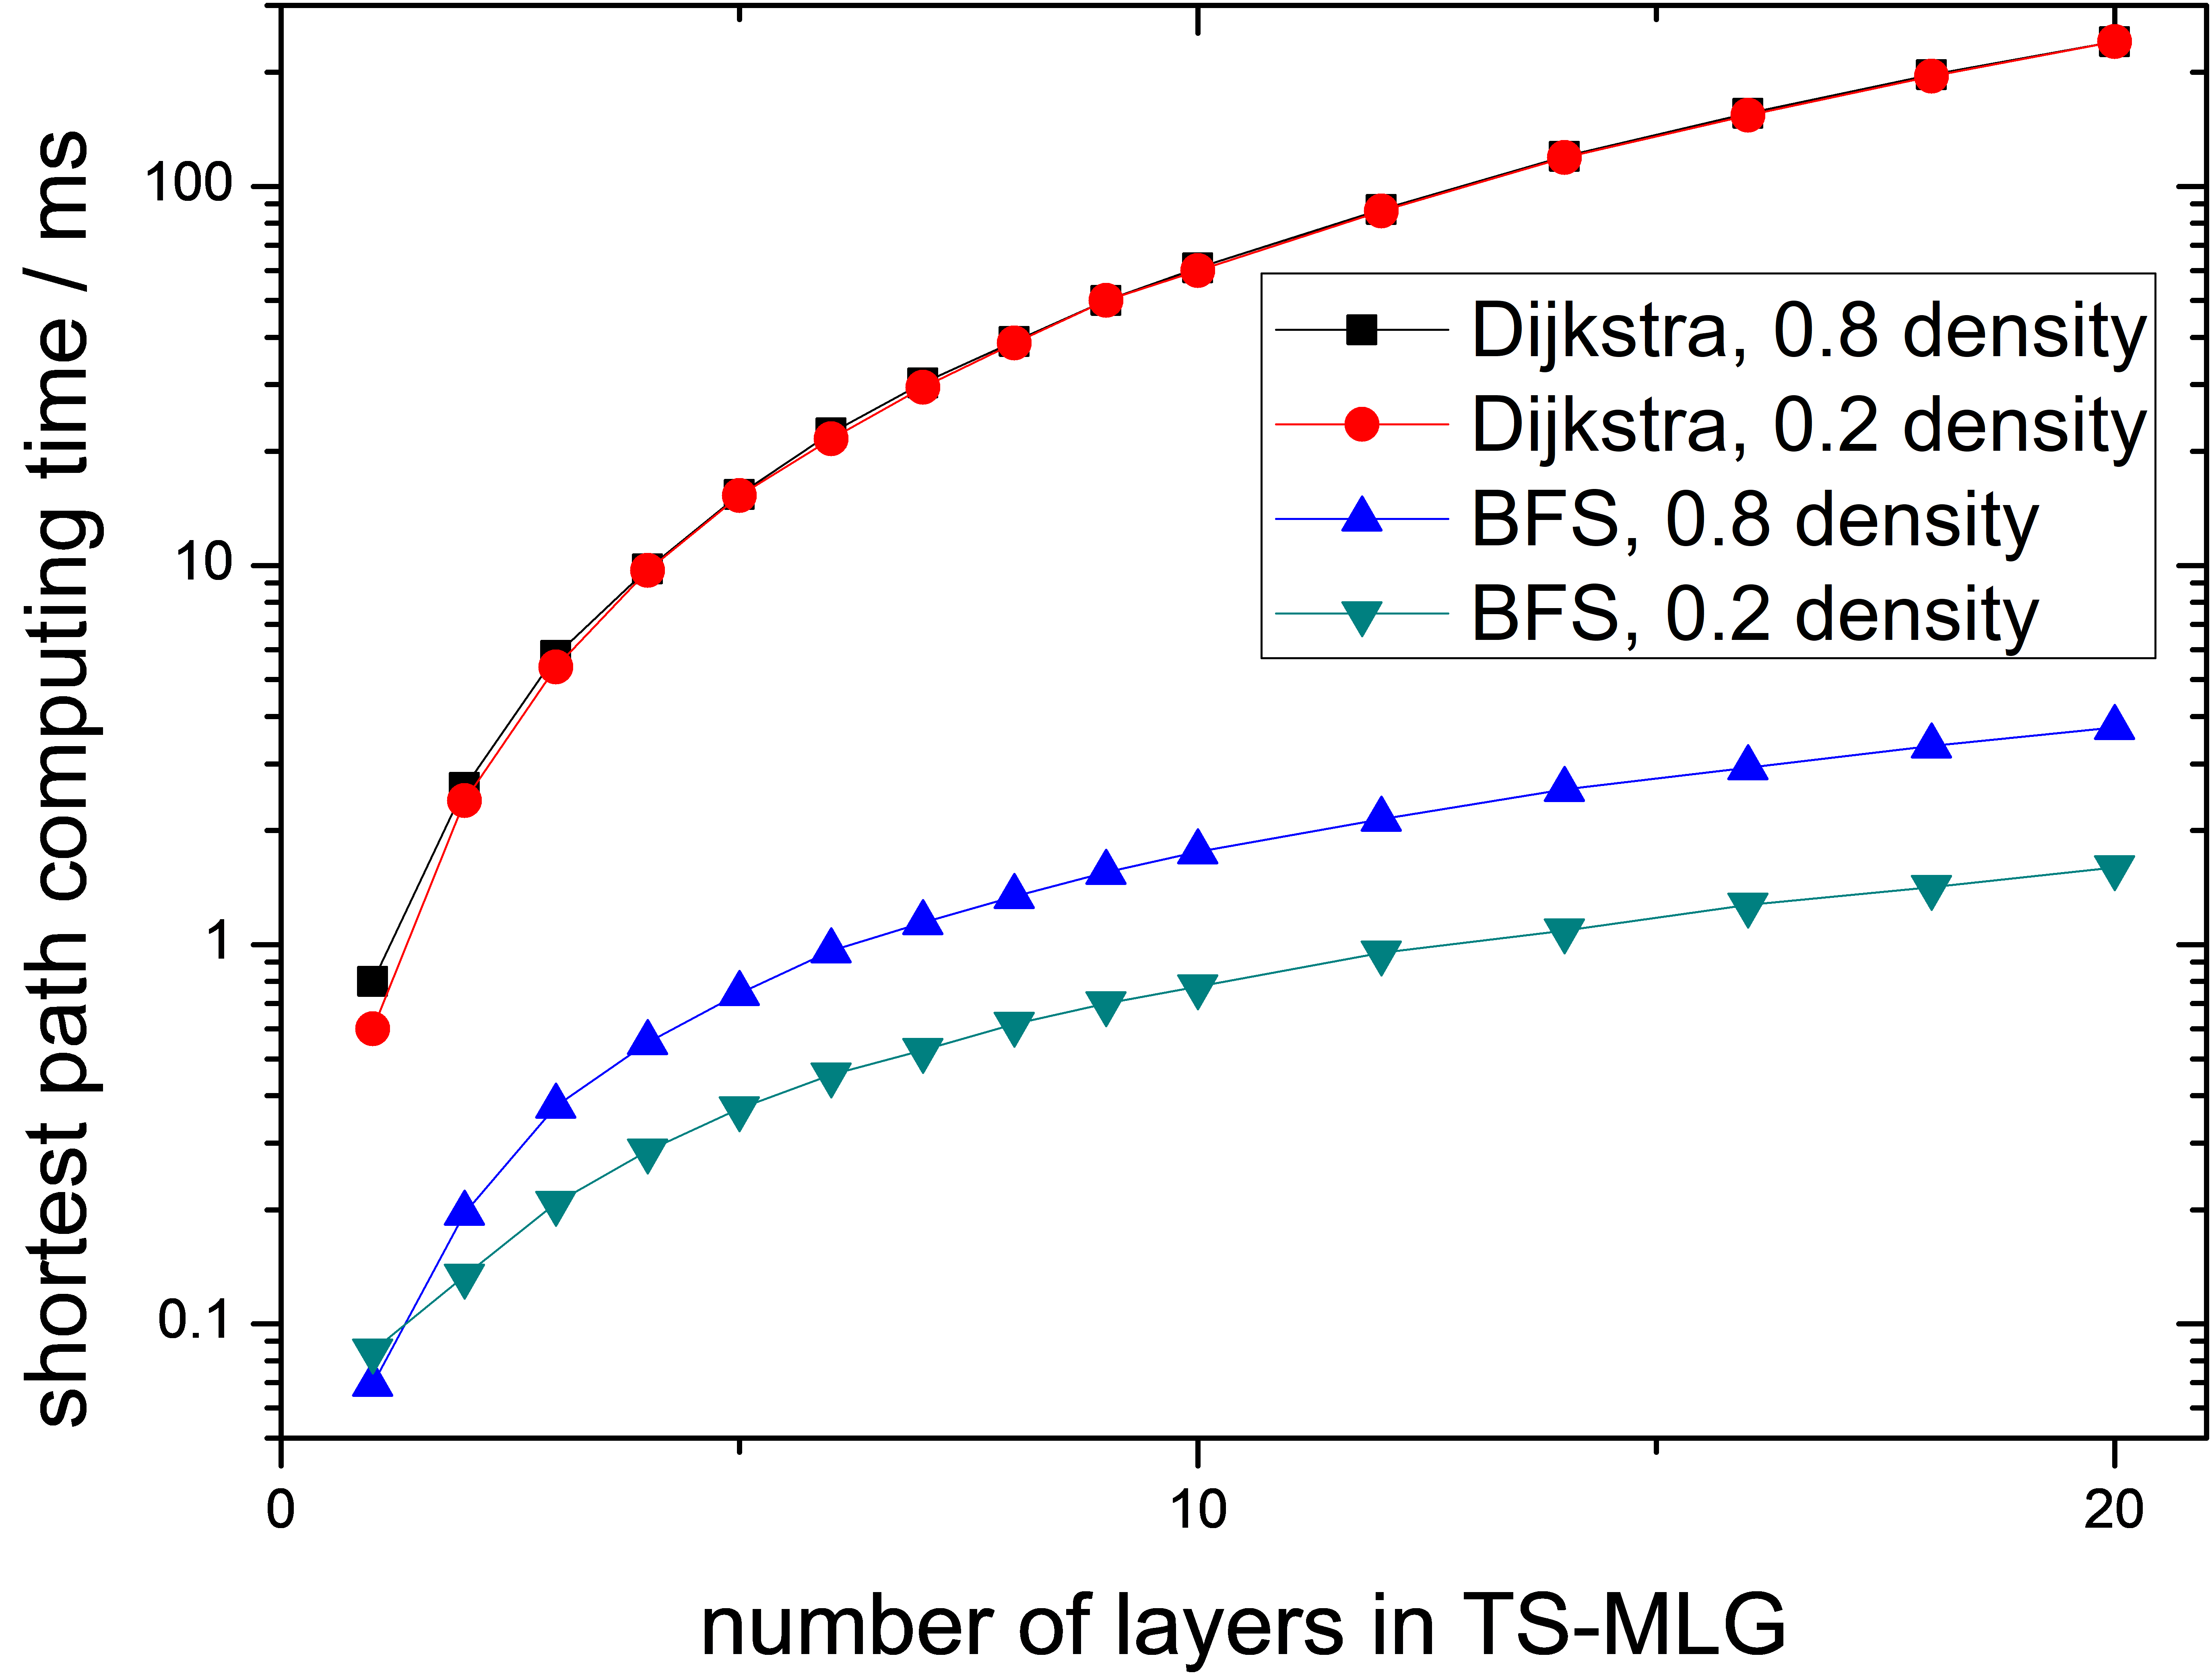 shortest path computing time / ms
100
10
1
0.1
Dijkstra, 0.8 density
Dijkstra, 0.2 density
BFS, 0.8 density
BFS, 0.2 density
0
10
20
number of layers in TS-MLG